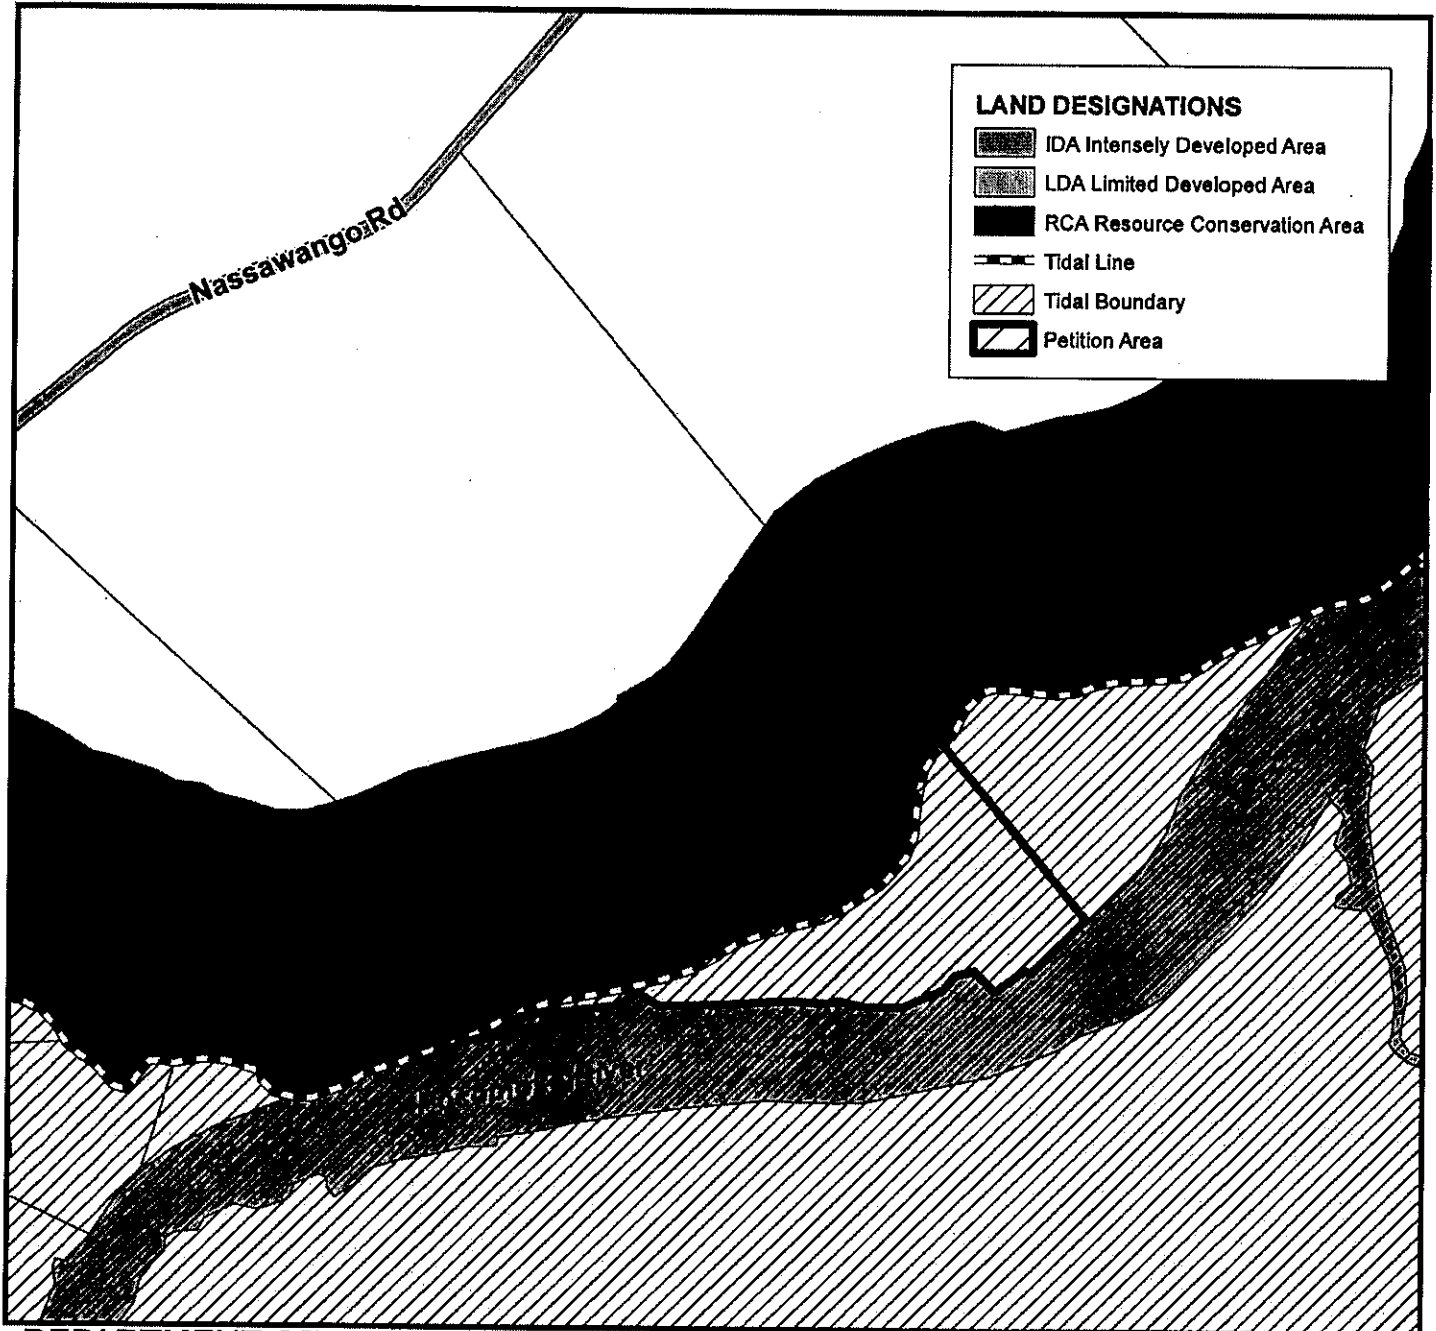 LAND DESIGNATIONS
IDA Intensely Developed Area
LDA Limited Developed Area
RCA Resource Conservation Area
Tidal Line
Tidal Boundary
Petition Area
Nassawango Rd